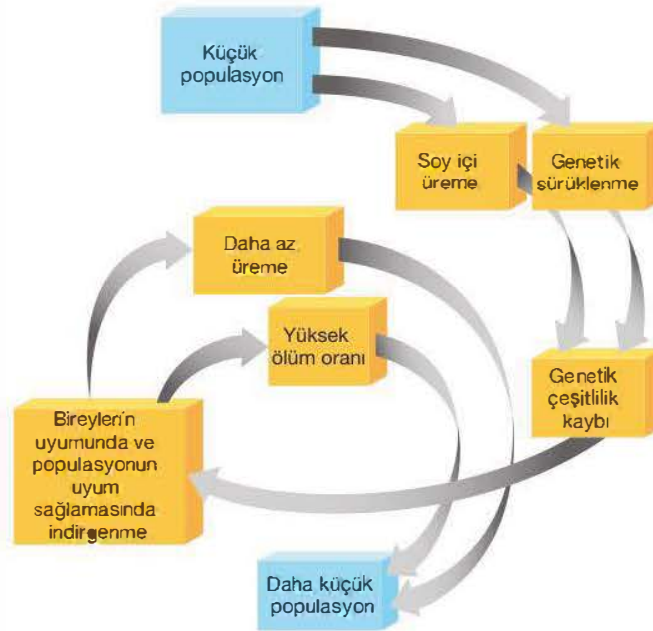 Küçük
populasyon
Soy içi
üreme
Genetik
sürüklenme
Daha az
üreme
Yüksek
ölüm oranı
Genetik
çeşitlilik
kaybı
Bireylerin
uyumunda ve
populasyonun
uyum
sağlamasında
indirgenme
Daha küçük
populasyon